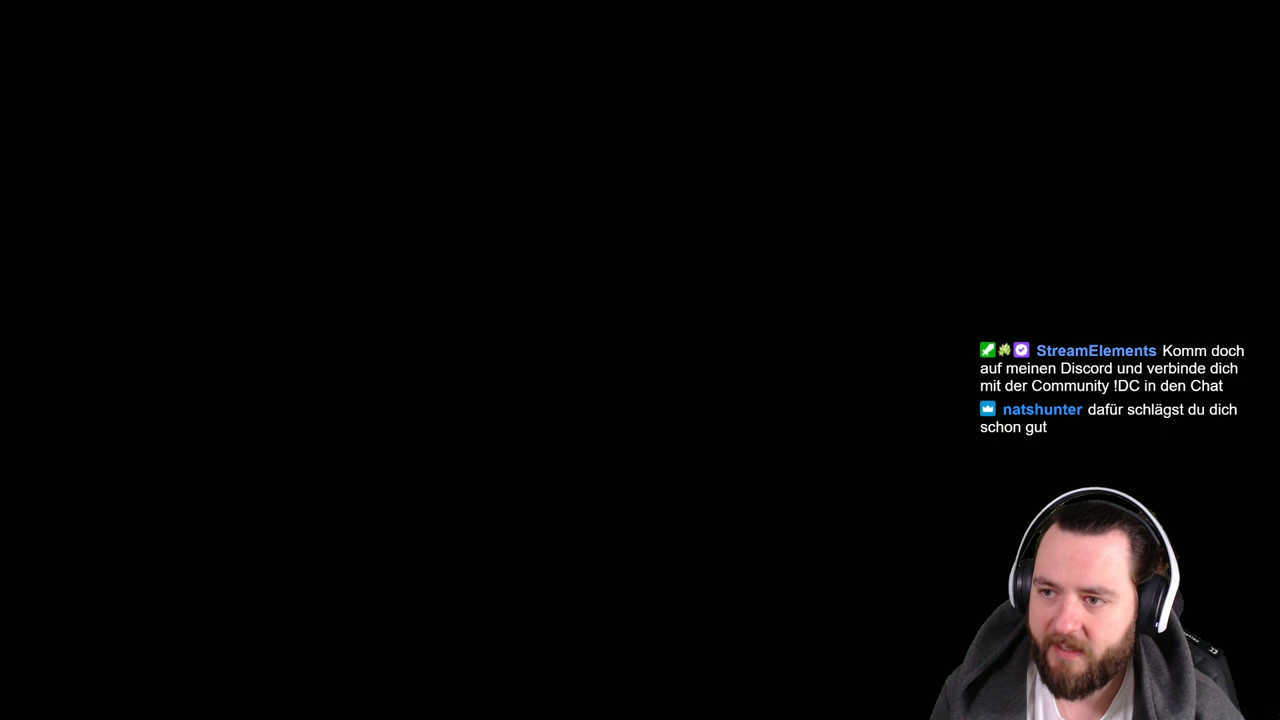 StreamElements Komm doch
auf meinen Discord und verbinde dich
mit der Community !DC in den Chat
natshunter dafür schlägst du dich
schon gut